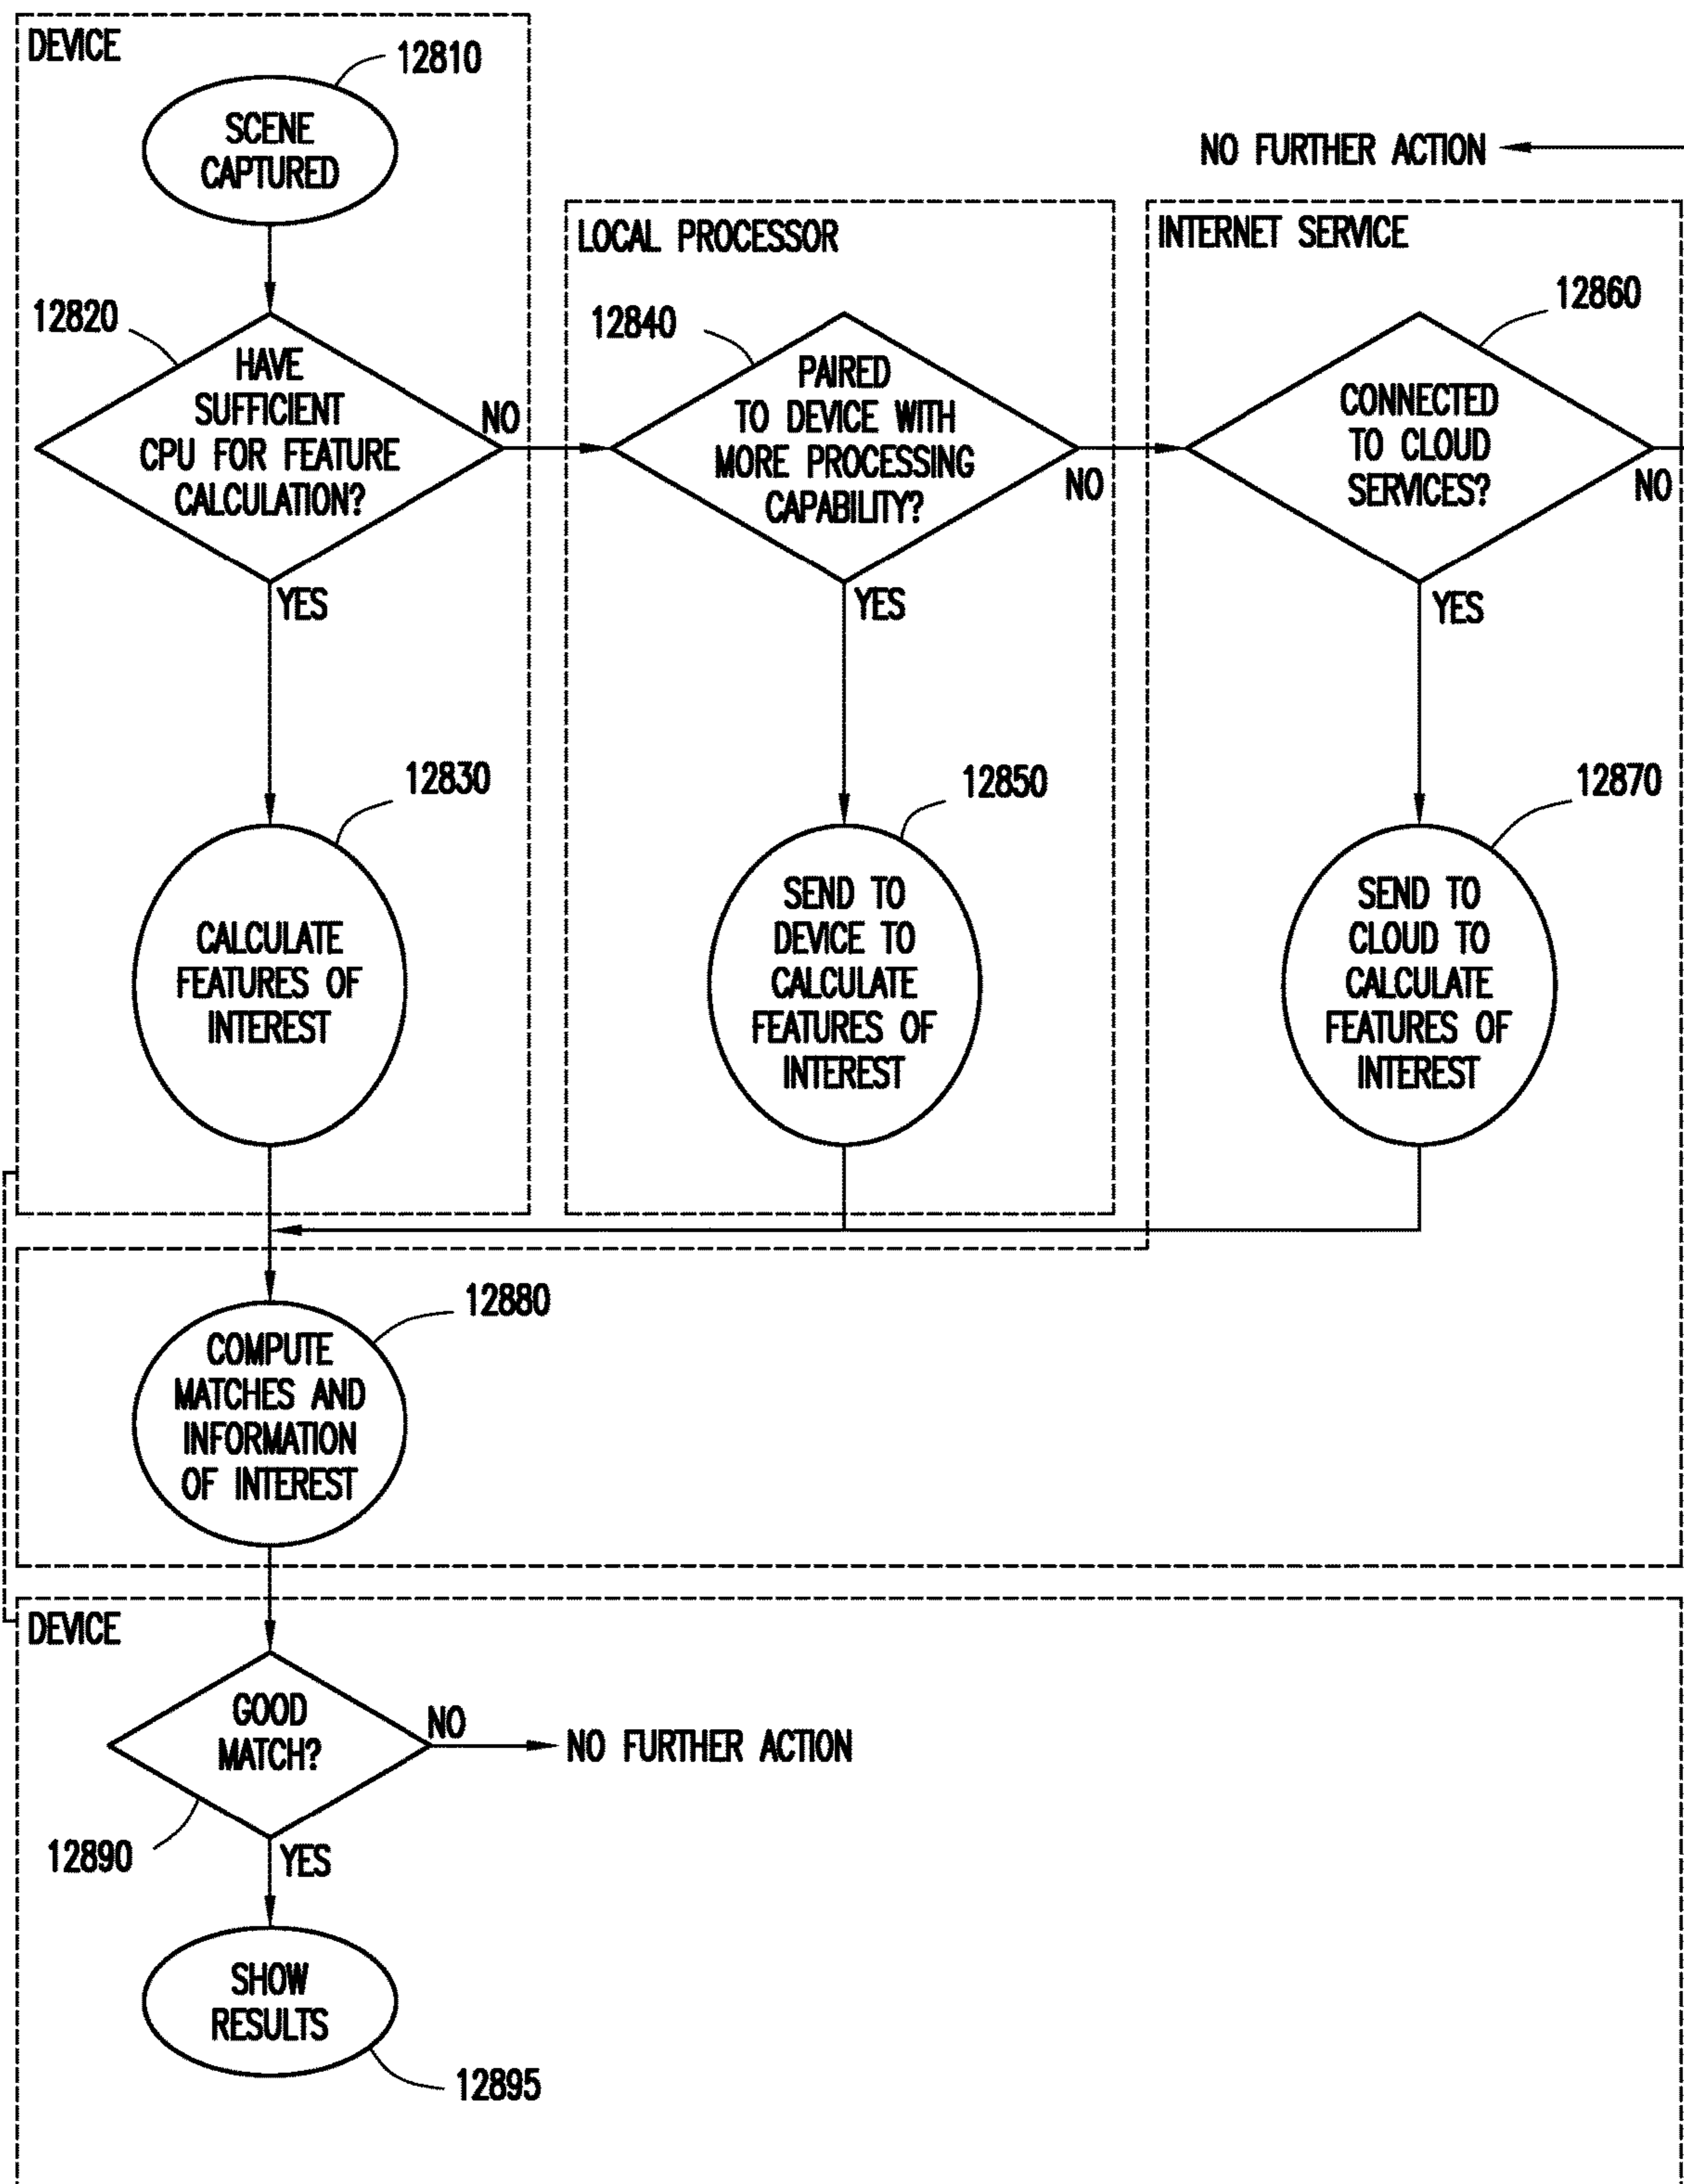 DEVICE
12810
SCENE
CAPTURED
NO FURTHER ACTION
LOCAL PROCESSOR
INTERNET SERVICE
12820
HAVE
SUFFICIENT
CPU FOR FEATURE
CALCULATION?
NO
YES
12840
PAIRED
TO DEVICE WITH
MORE PROCESSING
CAPABILITY?
NO
YES
12860
CONNECTED
TO CLOUD
SERVICES?
NO
YES
12830
CALCULATE
FEATURES OF
INTEREST
12850
SEND TO
DEVICE TO
CALCULATE
FEATURES OF
INTEREST
12870
SEND TO
CLOUD TO
CALCULATE
FEATURES OF
INTEREST
12880
COMPUTE
MATCHES AND
INFORMATION
OF INTEREST
DEVICE
GOOD
MATCH?
NO
NO FURTHER ACTION
12890
YES
SHOW
RESULTS
12895